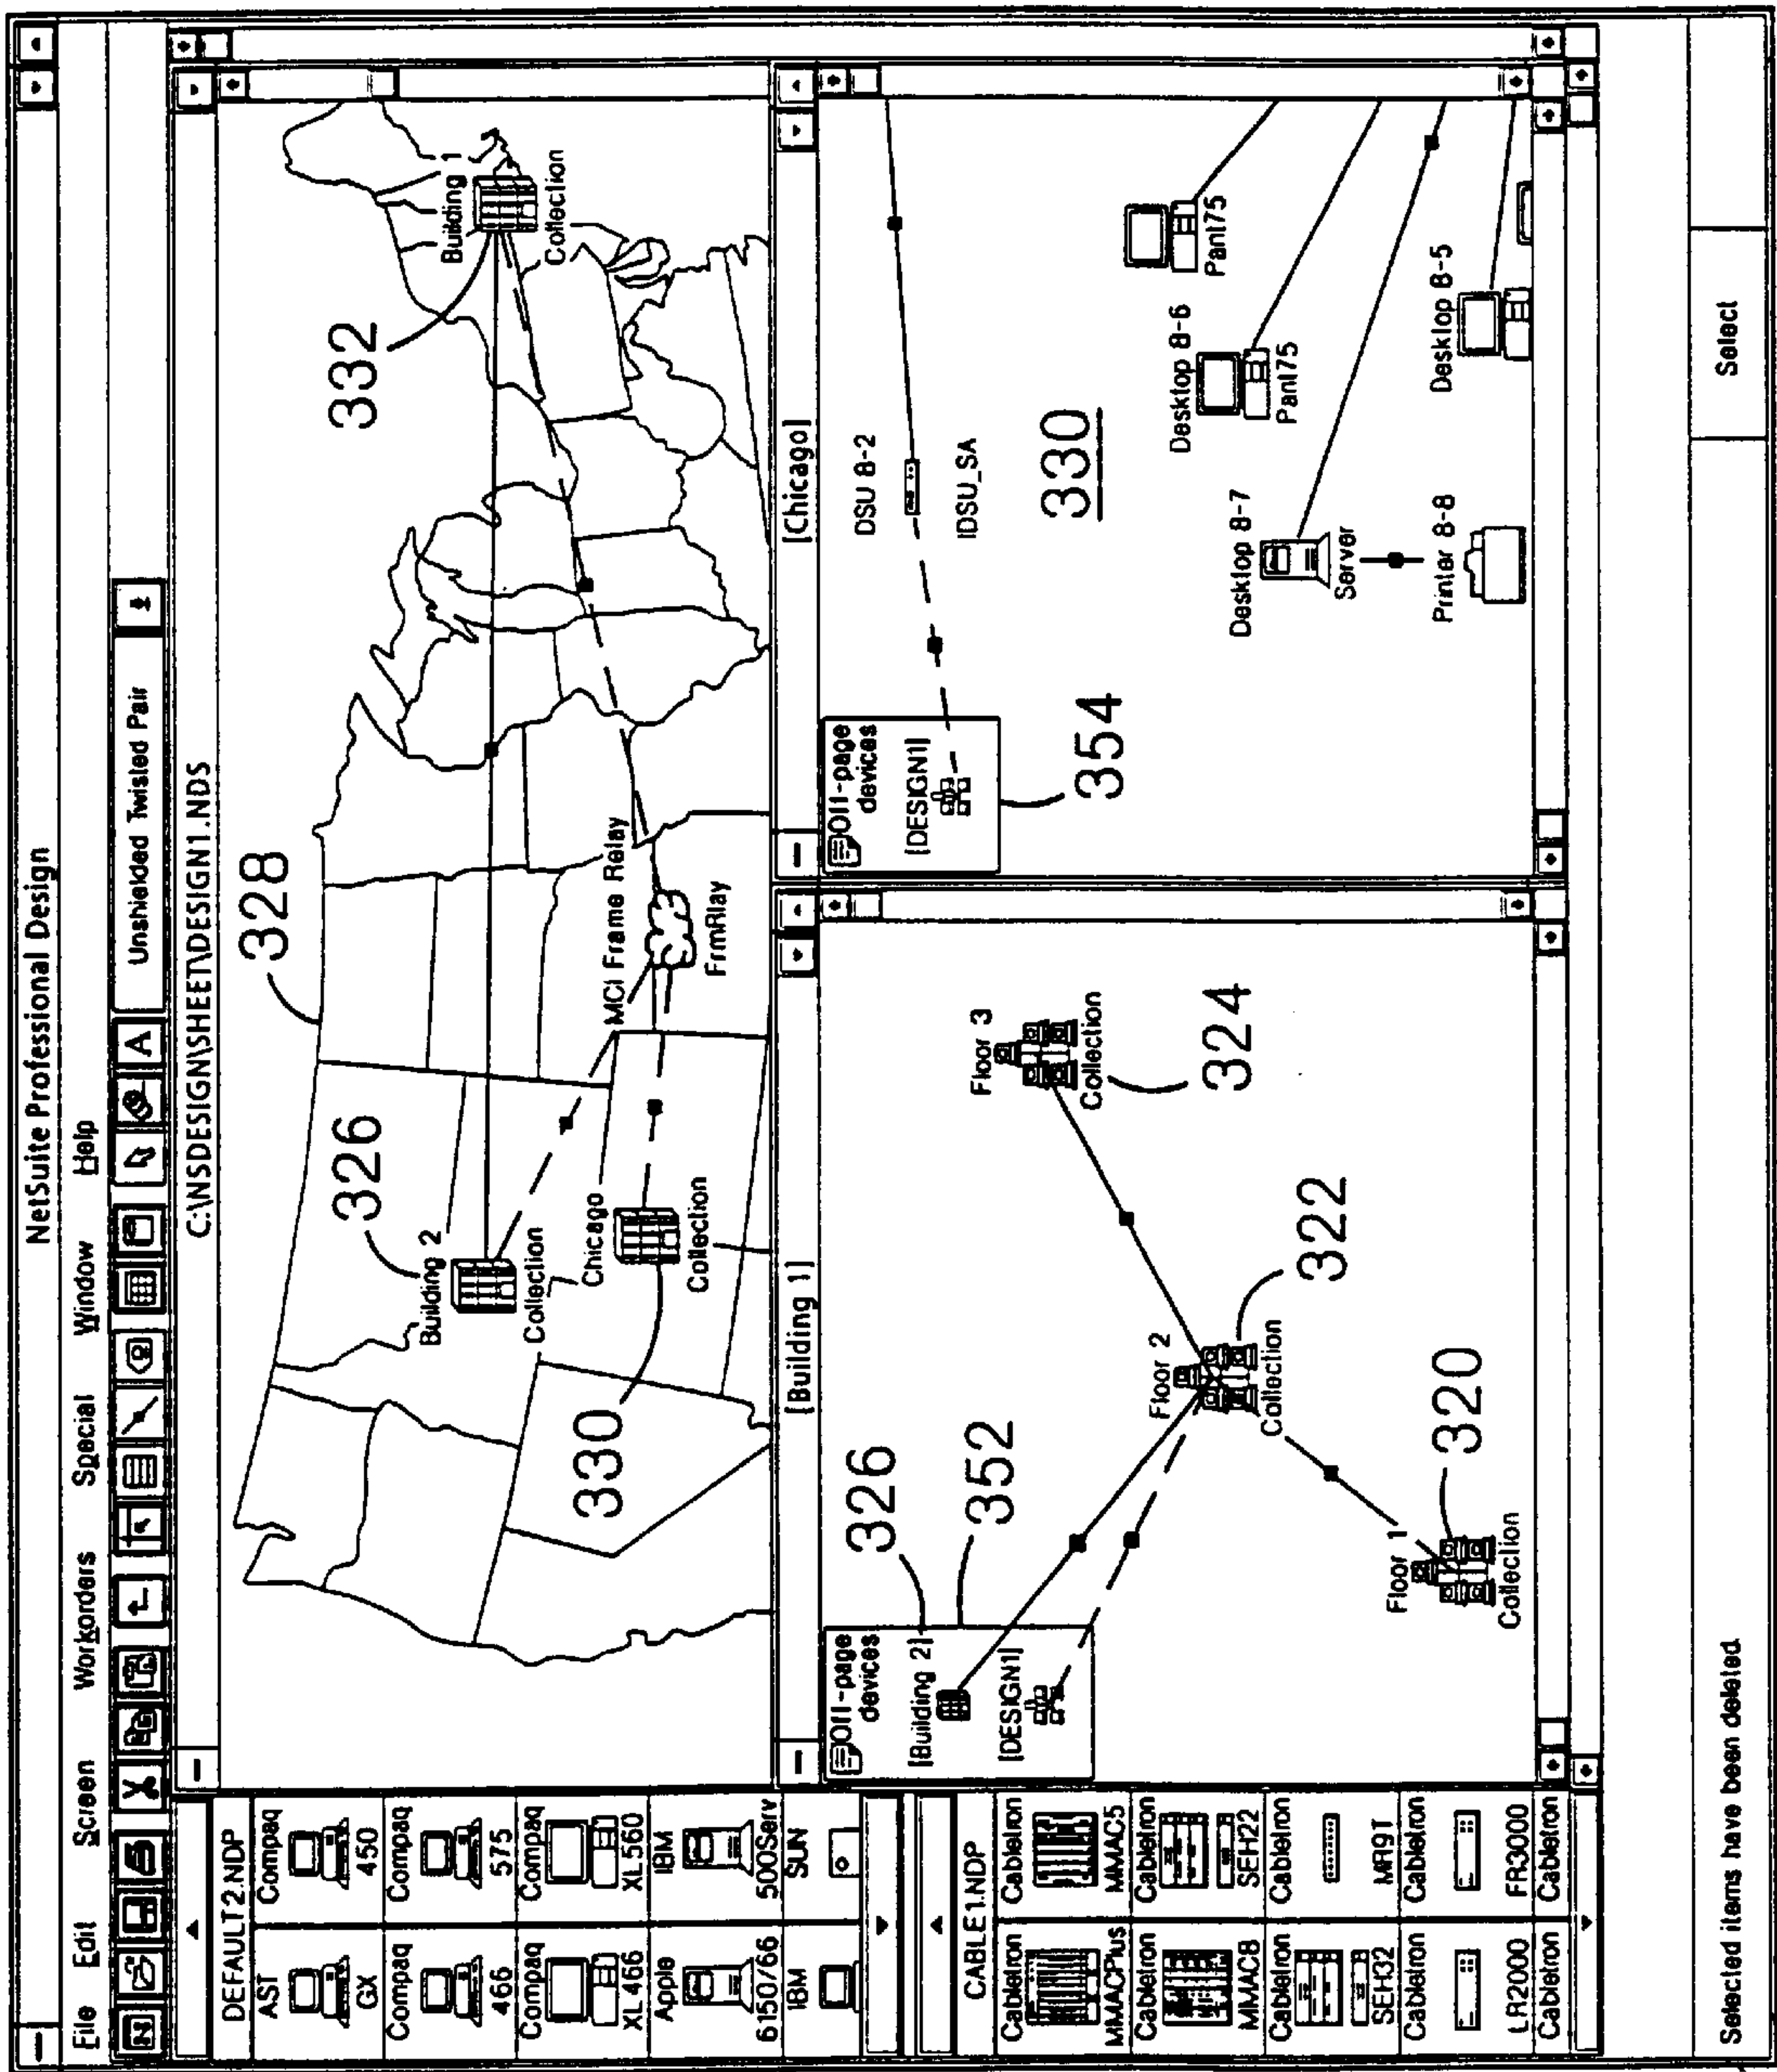 NetSuite Professional Design
File Edit Screen Workorders Special Window Help
A Unshielded Twisted Pair
DEFAULT2.NDP
AST Compaq
GX 450
Compaq Compaq
466 575
Compaq Compaq
XL466 XL560
Apple IBM
6150/66 500Serv
IBM SUN
CABLE1.NDP
Cabletron Cabletron
MMACPlus MMAC5
Cabletron Cabletron
MMAC8 SEH22
Cabletron Cabletron
SEH32 MR9T
Cabletron Cabletron
LR2000 FR3000
Cabletron Cabletron
C:\NSDESIGN\SHEET\DESIGN1.NDS
328
326
332
Building 2
Collection
Building 1
Collection
Chicago
Collection
330
MCI Frame Relay
FrmRlay
[Building 1]
Off-page
devices
[Building 2]
[DESIGN1]
326
352
Floor 3
Collection
324
Floor 2
Collection
322
Floor 1
Collection
320
[Chicago]
Off-page
devices
[DESIGN1]
354
DSU 8-2
IDSU_SA
330
Desktop 8-6
Pant75
Pant75
Desktop 8-7
Server
Printer 8-8
Desktop 8-5
Selected items have been deleted
Select